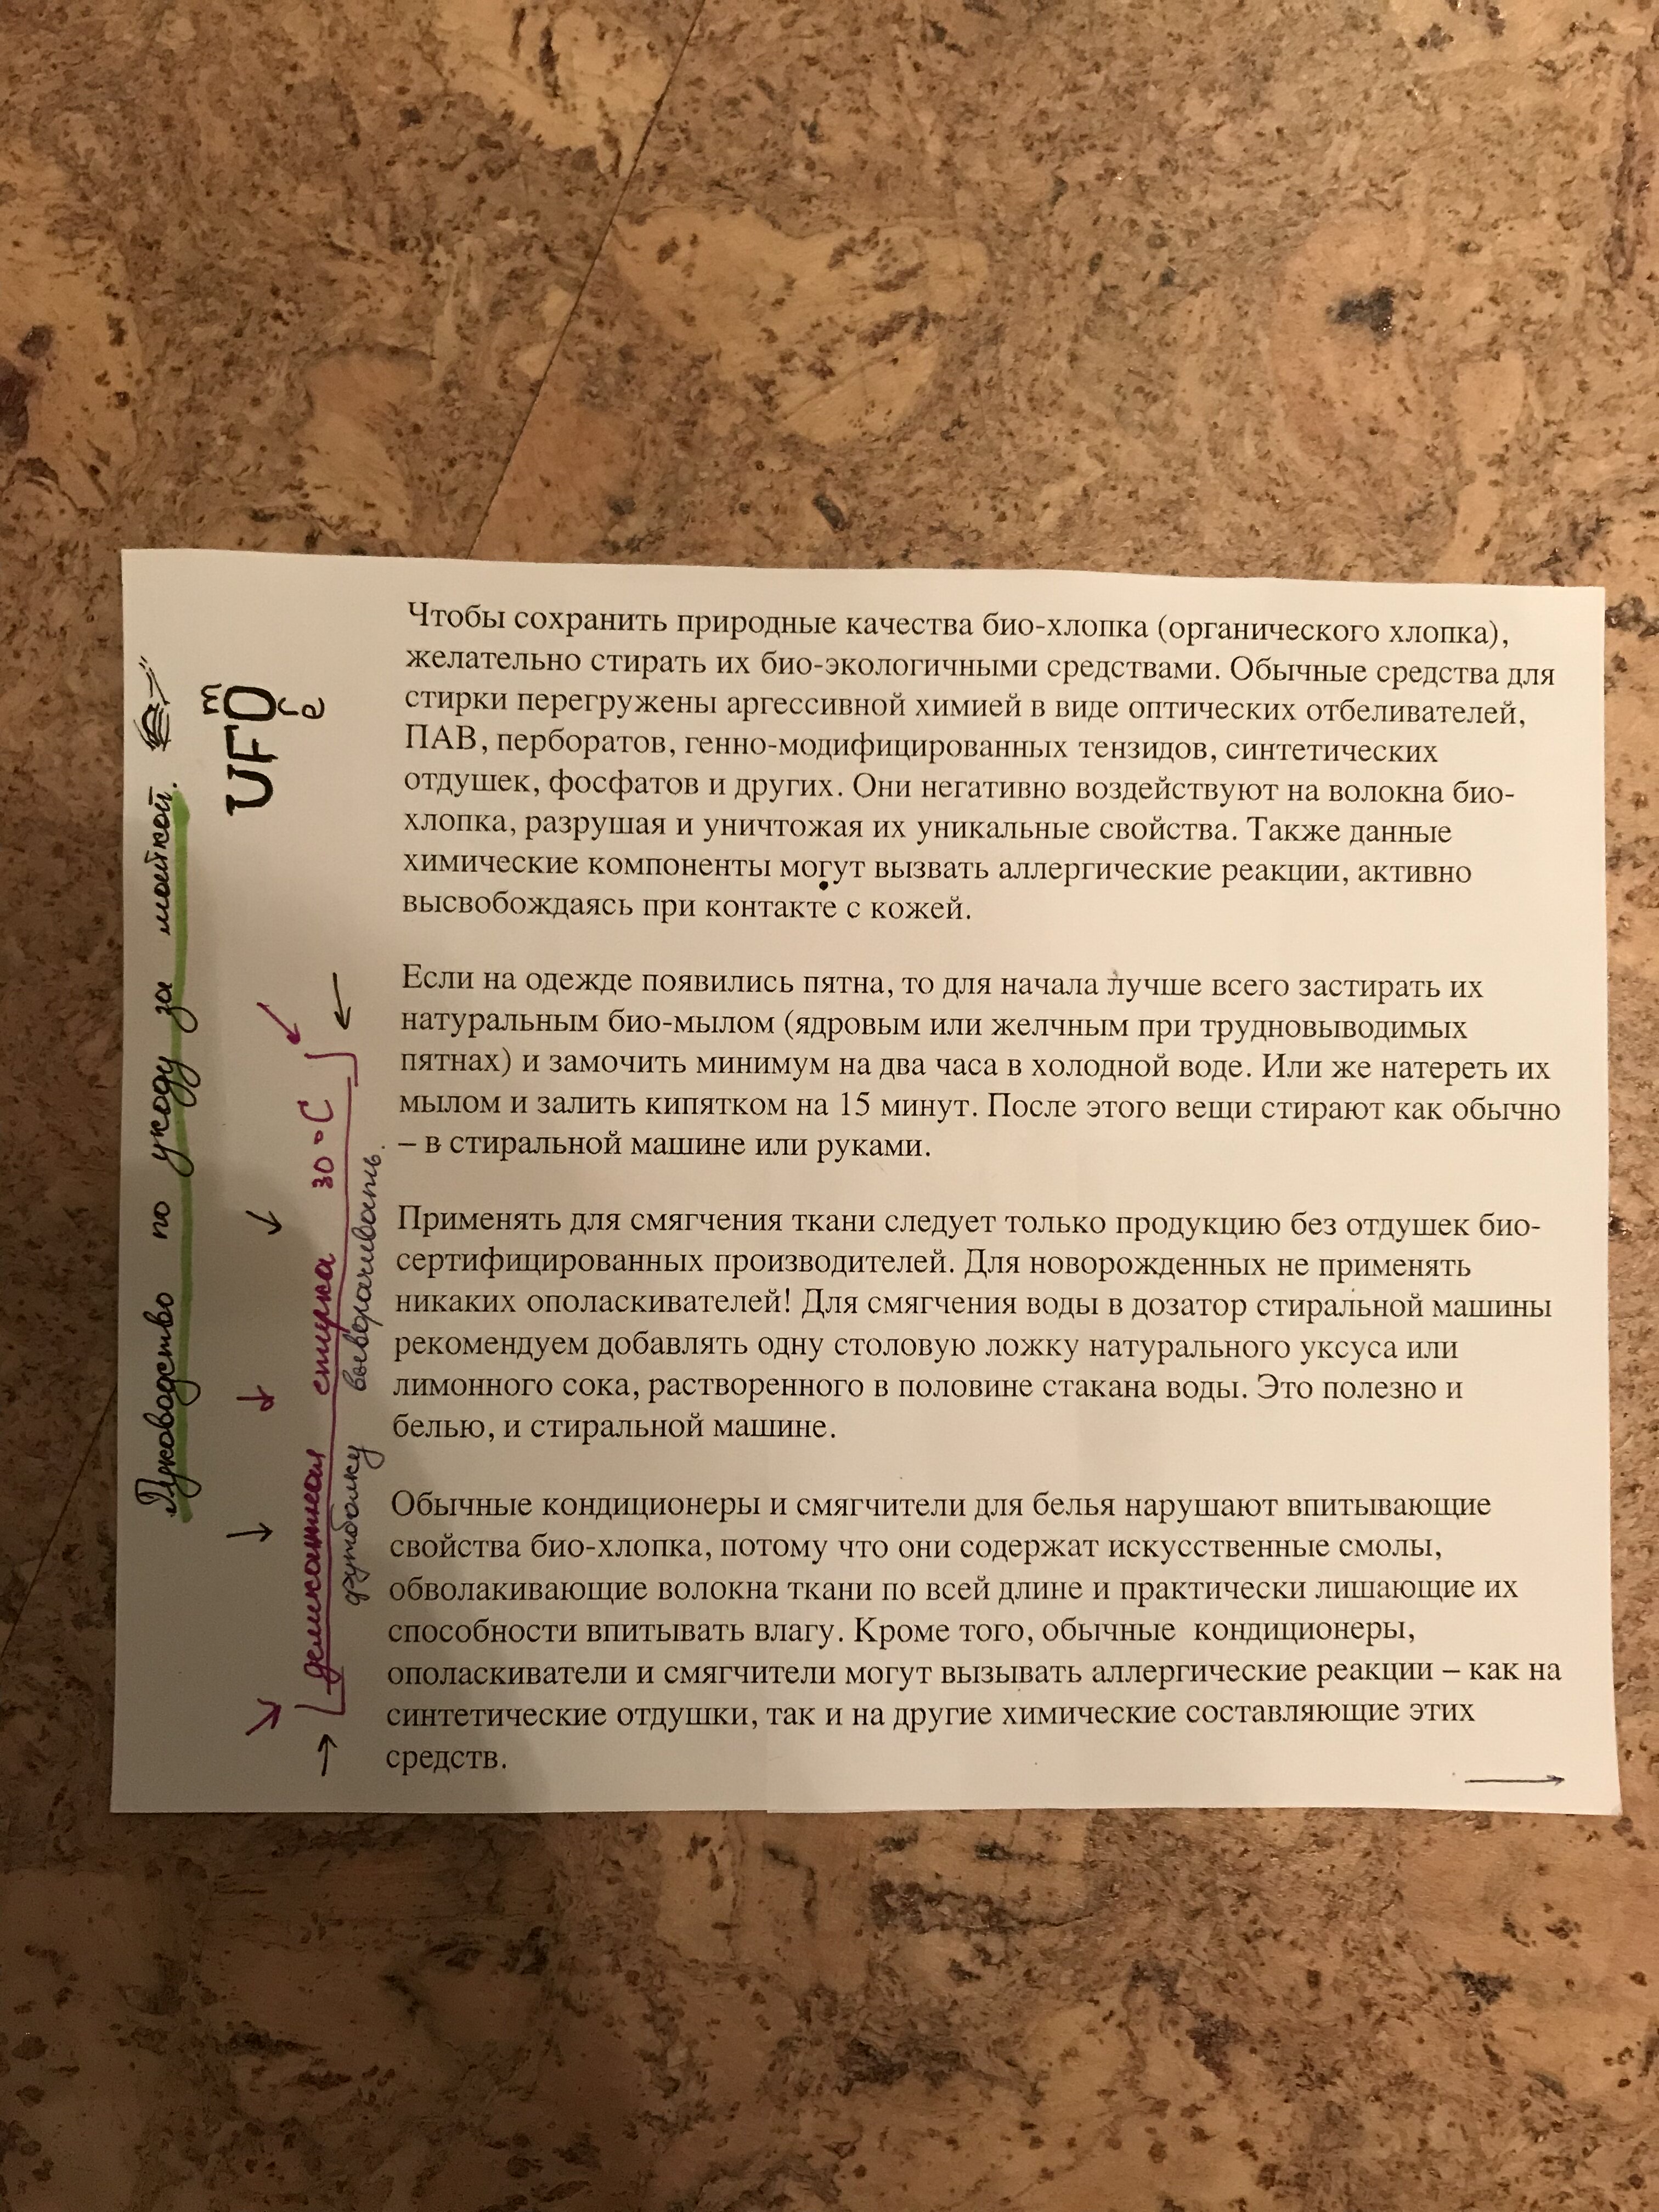 Руководство по уходу за майкой.
UFO
m
ce
деликатная стирка 30°C
футболку выворачивать.
Чтобы сохранить природные качества био-хлопка (органического хлопка),
желательно стирать их био-экологичными средствами. Обычные средства для
стирки перегружены аргессивной химией в виде оптических отбеливателей,
ПАВ, перборатов, генно-модифицированных тензидов, синтетических
отдушек, фосфатов и других. Они негативно воздействуют на волокна био-
хлопка, разрушая и уничтожая их уникальные свойства. Также данные
химические компоненты могут вызвать аллергические реакции, активно
высвобождаясь при контакте с кожей.
Если на одежде появились пятна, то для начала лучше всего застирать их
натуральным био-мылом (ядровым или желчным при трудновыводимых
пятнах) и замочить минимум на два часа в холодной воде. Или же натереть их
мылом и залить кипятком на 15 минут. После этого вещи стирают как обычно
– в стиральной машине или руками.
Применять для смягчения ткани следует только продукцию без отдушек био-
сертифицированных производителей. Для новорожденных не применять
никаких ополаскивателей! Для смягчения воды в дозатор стиральной машины
рекомендуем добавлять одну столовую ложку натурального уксуса или
лимонного сока, растворенного в половине стакана воды. Это полезно и
белью, и стиральной машине.
Обычные кондиционеры и смягчители для белья нарушают впитывающие
свойства био-хлопка, потому что они содержат искусственные смолы,
обволакивающие волокна ткани по всей длине и практически лишающие их
способности впитывать влагу. Кроме того, обычные кондиционеры,
ополаскиватели и смягчители могут вызывать аллергические реакции – как на
синтетические отдушки, так и на другие химические составляющие этих
средств.